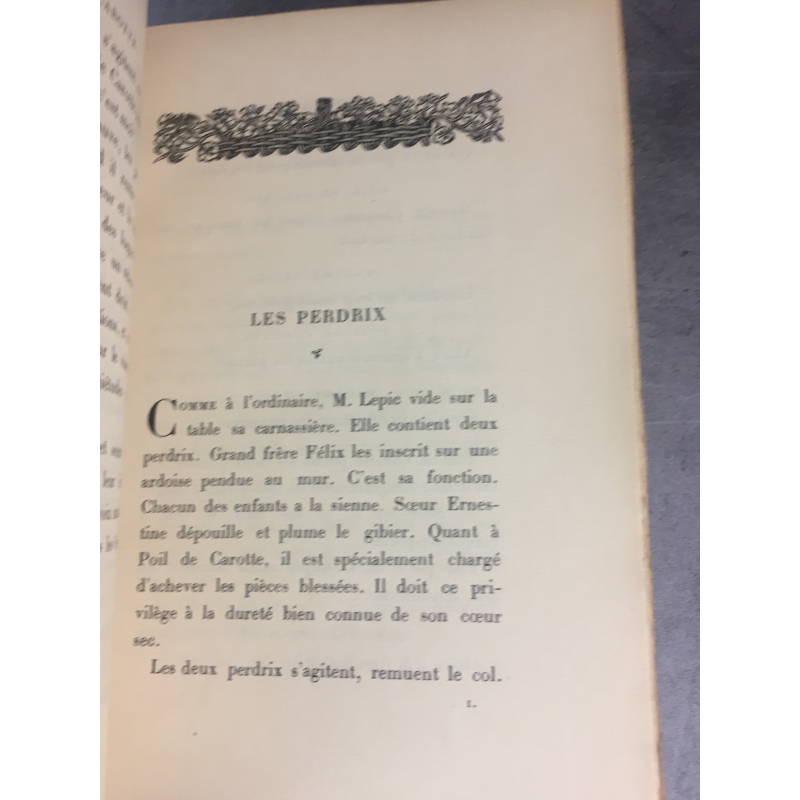 LES PERDRIX
COMME à l'ordinaire, M. Lepic vide sur la
table sa carnassière. Elle contient deux
perdrix. Grand frère Félix les inscrit sur une
ardoise pendue au mur. C'est sa fonction.
Chacun des enfants a la sienne. Sœur Ernes-
tine dépouille et plume le gibier. Quant à
Poil de Carotte, il est spécialement chargé
d'achever les pièces blessées. Il doit ce pri-
vilège à la dureté bien connue de son cœur
sec.
Les deux perdrix s'agitent, remuent le col.
1.